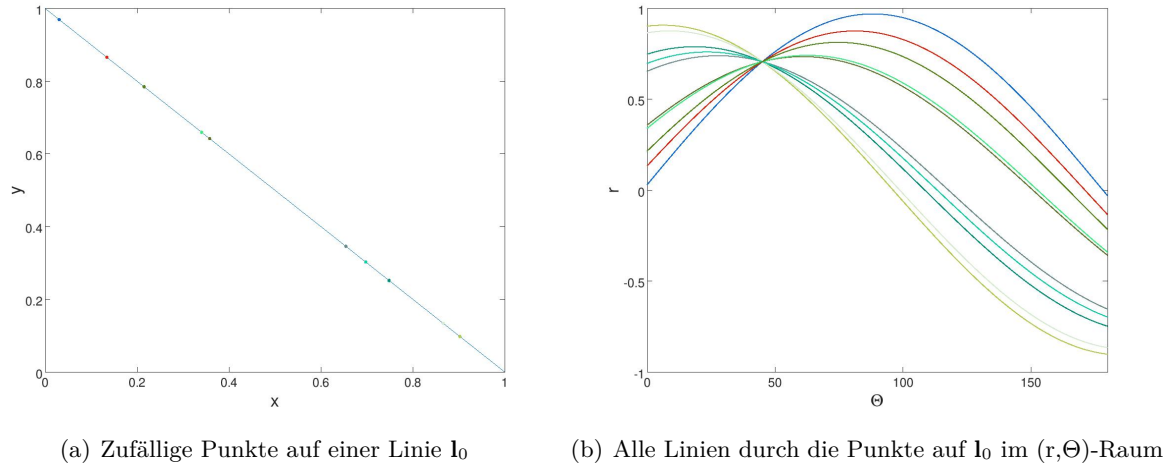 1
0.8
0.6
y
0.4
0.2
0
0 0.2 0.4 0.6 0.8 1
x
1
0.5
r
0
-0.5
-1
0 50 100 150
Θ
(a) Zufällige Punkte auf einer Linie l₀
(b) Alle Linien durch die Punkte auf l₀ im (r,Θ)-Raum